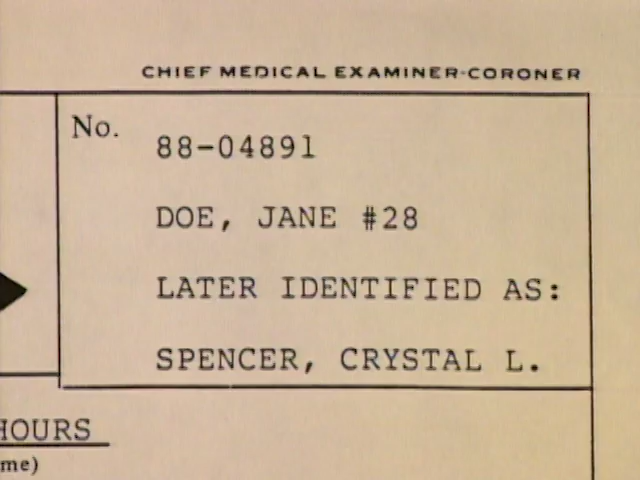 CHIEF MEDICAL EXAMINER-CORONER
No. 88-04891
DOE, JANE #28
LATER IDENTIFIED AS:
SPENCER, CRYSTAL L.
HOURS
me)